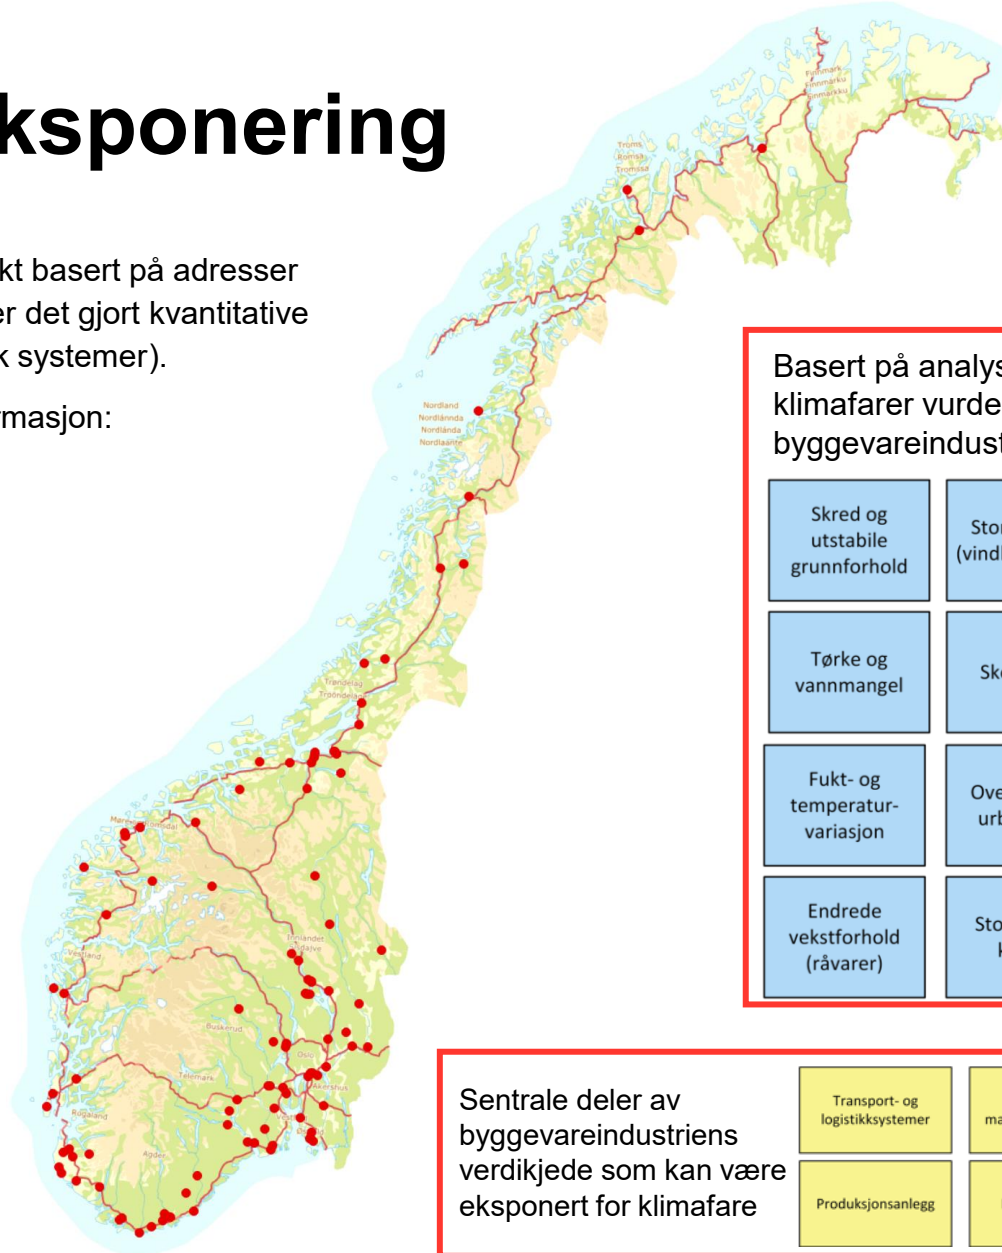 ksponering
kt basert på adresser
er det gjort kvantitative
k systemer).
rmasjon:
Finnmark
Finnmárku
Finmarkku
Troms
Romsa
Tromssa
Nordland
Nordlánnda
Nordlánda
Nordlaante
Trøndelag
Trööndelage
Møre og Romsdal
Innlandet
Vestland
Buskerud
Oslo
Telemark
Akershus
Rogaland
Agder
Basert på analys
klimafarer vurde
byggevareindust
Skred og
utstabile
grunnforhold
Stor
(vindl
Tørke og
vannmangel
Sko
Fukt- og
temperatur-
variasjon
Ove
urb
Endrede
vekstforhold
(råvarer)
Sto
k
Sentrale deler av
byggevareindustriens
verdikjede som kan være
eksponert for klimafare
Transport- og
logistikksystemer
ma
Produksjonsanlegg